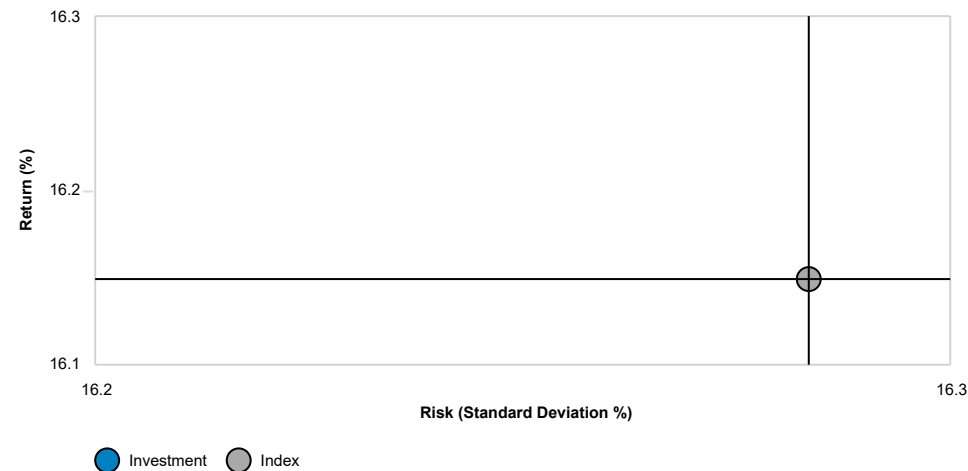 16.3
Return (%)
16.2
16.1
16.2 16.3
Risk (Standard Deviation %)
Investment Index